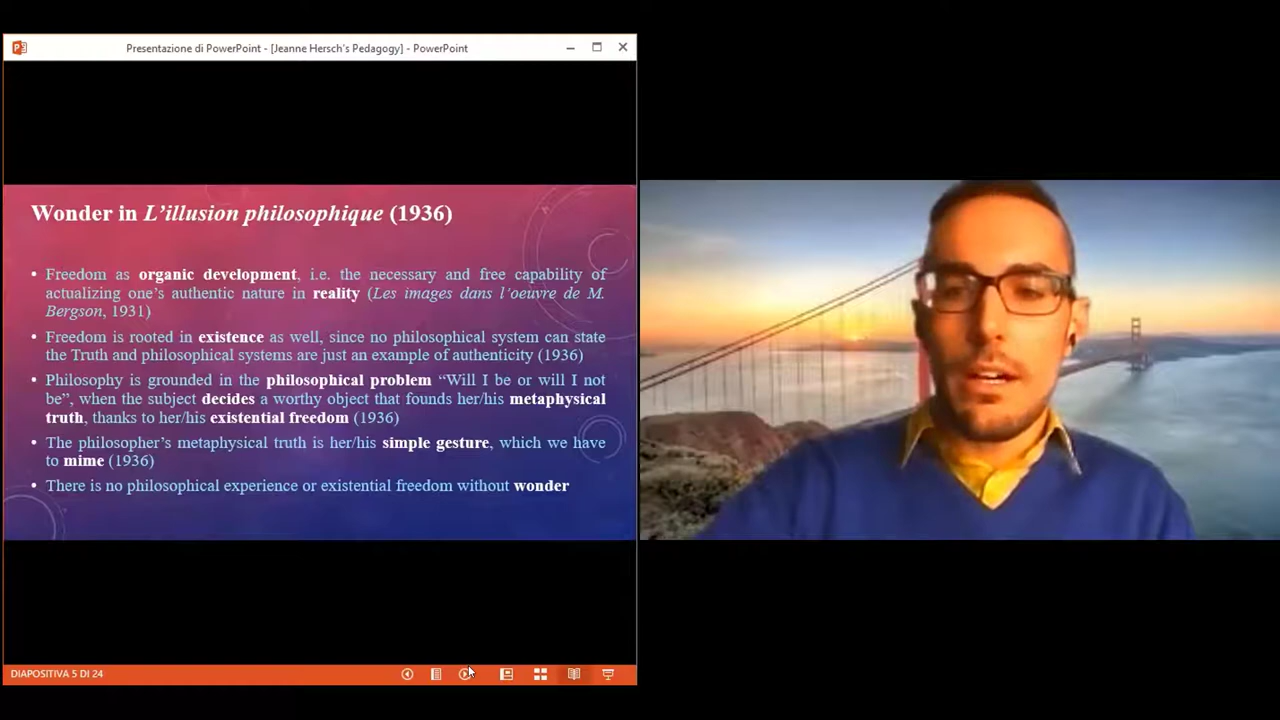 Presentazione di PowerPoint - [Jeanne Hersch's Pedagogy] - PowerPoint
Wonder in L'illusion philosophique (1936)
• Freedom as organic development, i.e. the necessary and free capability of
actualizing one's authentic nature in reality (Les images dans l'oeuvre de M.
Bergson, 1931)
• Freedom is rooted in existence as well, since no philosophical system can state
the Truth and philosophical systems are just an example of authenticity (1936)
• Philosophy is grounded in the philosophical problem “Will I be or will I not
be”, when the subject decides a worthy object that founds her/his metaphysical
truth, thanks to her/his existential freedom (1936)
• The philosopher's metaphysical truth is her/his simple gesture, which we have
to mime (1936)
• There is no philosophical experience or existential freedom without wonder
DIAPOSITIVA 5 DI 24